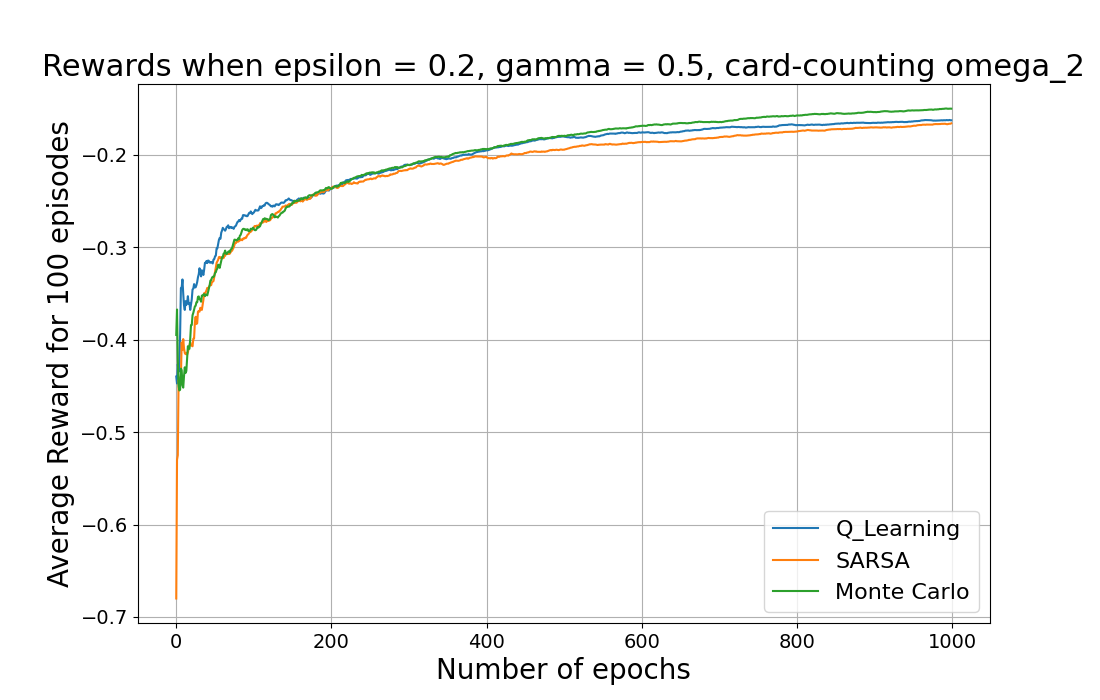 Rewards when epsilon = 0.2, gamma = 0.5, card-counting omega_2
Average Reward for 100 episodes
−0.2
−0.3
−0.4
−0.5
−0.6
−0.7
Q_Learning
SARSA
Monte Carlo
0 200 400 600 800 1000
Number of epochs